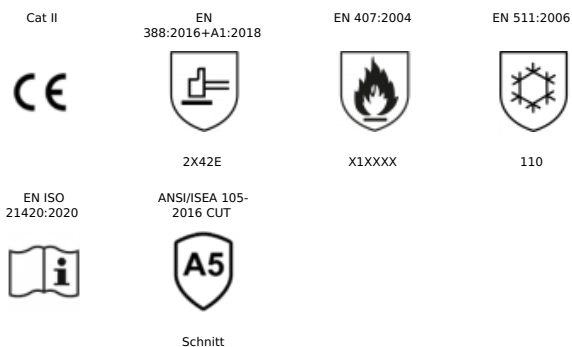 Cat II
EN
388:2016+A1:2018
EN 407:2004
EN 511:2006
CE
2X42E
X1XXXX
110
EN ISO
21420:2020
ANSI/ISEA 105-
2016 CUT
i
A5
Schnitt